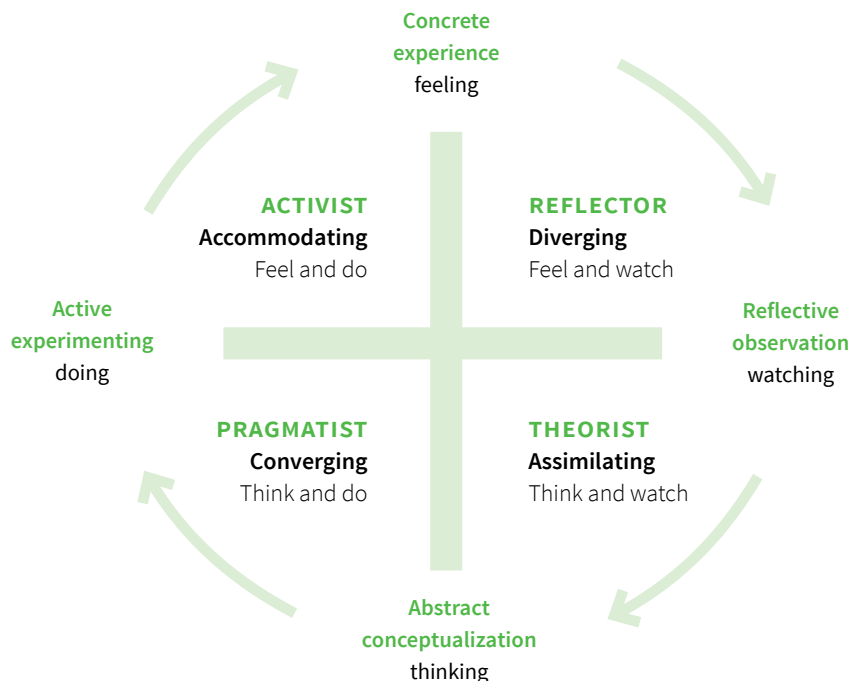 Concrete
experience
feeling
ACTIVIST
Accommodating
Feel and do
REFLECTOR
Diverging
Feel and watch
Active
experimenting
doing
Reflective
observation
watching
PRAGMATIST
Converging
Think and do
THEORIST
Assimilating
Think and watch
Abstract
conceptualization
thinking